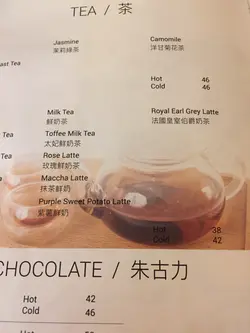 TEA / 茶
Jasmine Camomile
茉莉綠茶 洋甘菊花茶
ast Tea
Hot 46
Cold 46
Milk Tea Royal Earl Grey Latte
鮮奶茶 法國皇室伯爵奶茶
Tea Toffee Milk Tea
太妃鮮奶茶
Tea Rose Latte
玫瑰鮮奶茶
Maccha Latte
抹茶鮮奶
Purple Sweet Potato Latte
紫薯鮮奶
Hot 38
Cold 42
CHOCOLATE / 朱古力
Hot 42
Cold 46